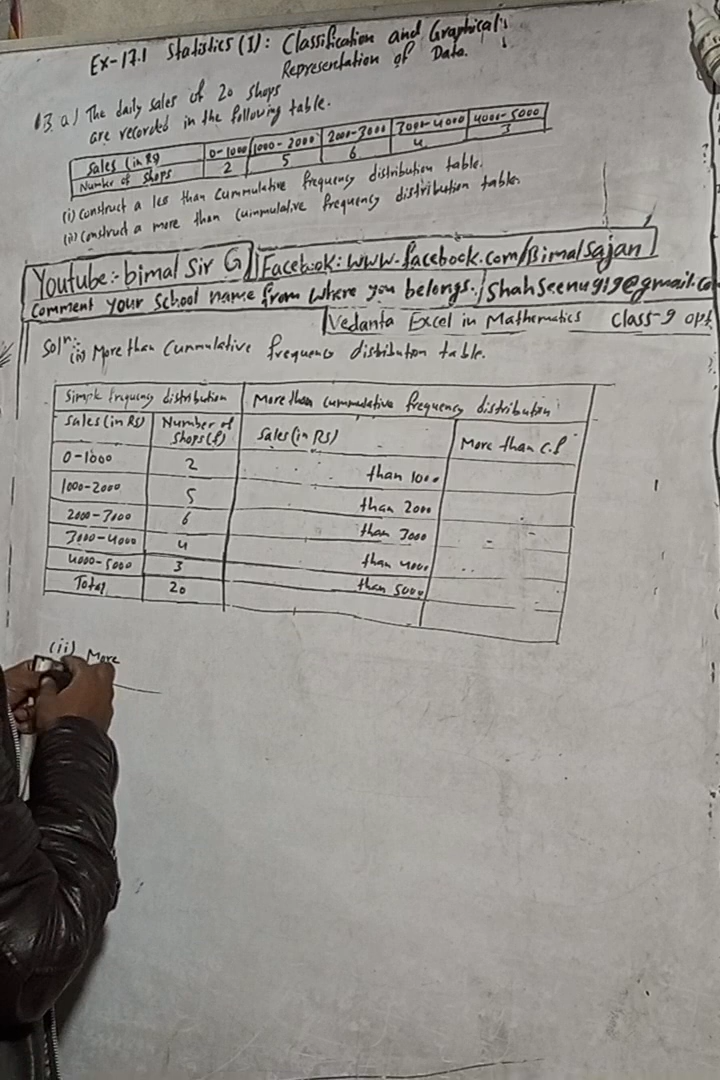 Ex-17.1 Statistics (I): Classification and Graphical
Representation of Data.
13. a) The daily sales of 20 shops
are recorded in the following table.
Sales (in Rs) 0-1000 1000-2000 2000-3000 3000-4000 4000-5000
Number of shops 2 5 6 4 3
(i) Construct a less than cummulative frequency distribution table.
(ii) Construct a more than cummulative frequency distribution table.
Youtube:- bimal Sir G Facebook: www.facebook.com/Bimalsajan
Comment your School name from where you belongs./shahseenu919@gmail.co
Vedanta Excel in Mathematics Class-9 opt
Soln:
(ii) More than Cummulative frequency distribution table.
Simple frequency distribution More than cummulative frequency distribution
Sales (in Rs) Number of shops (f) Sales (in RS) More than c.f
0-1000 2 than 1000
1000-2000 5 than 2000
2000-3000 6 than 3000
3000-4000 4 than 4000
4000-5000 3 than 5000
Total 20
(ii) More